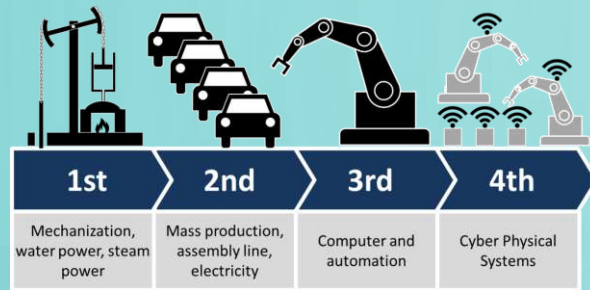 1st
2nd
3rd
4th
Mechanization,
water power, steam
power
Mass production,
assembly line,
electricity
Computer and
automation
Cyber Physical
Systems